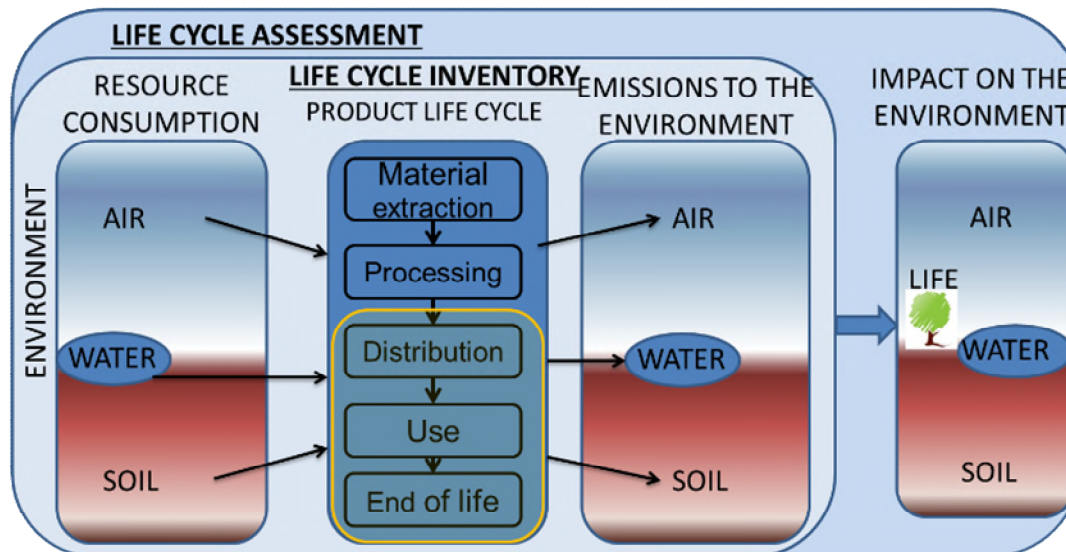 LIFE CYCLE ASSESSMENT
LIFE CYCLE INVENTORY
RESOURCE
CONSUMPTION
PRODUCT LIFE CYCLE
EMISSIONS TO THE
ENVIRONMENT
IMPACT ON THE
ENVIRONMENT
ENVIRONMENT
AIR
WATER
SOIL
Material
extraction
Processing
Distribution
Use
End of life
AIR
WATER
SOIL
AIR
LIFE
WATER
SOIL